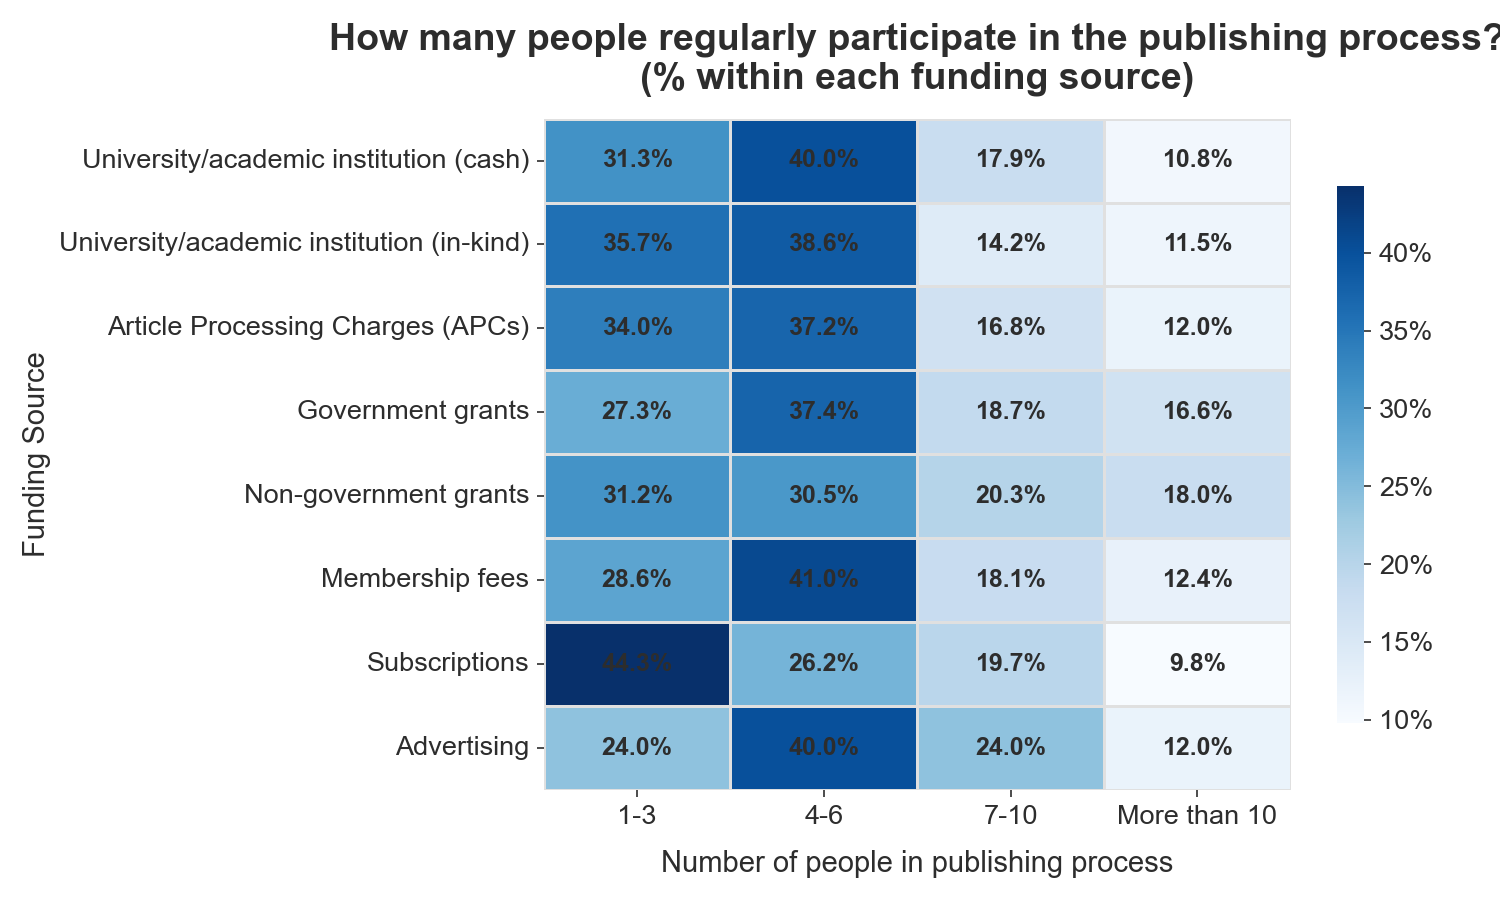 How many people regularly participate in the publishing process?
(% within each funding source)
Funding Source
University/academic institution (cash) 31.3% 40.0% 17.9% 10.8%
University/academic institution (in-kind) 35.7% 38.6% 14.2% 11.5%
Article Processing Charges (APCs) 34.0% 37.2% 16.8% 12.0%
Government grants 27.3% 37.4% 18.7% 16.6%
Non-government grants 31.2% 30.5% 20.3% 18.0%
Membership fees 28.6% 41.0% 18.1% 12.4%
Subscriptions 44.3% 26.2% 19.7% 9.8%
Advertising 24.0% 40.0% 24.0% 12.0%
1-3 4-6 7-10 More than 10
Number of people in publishing process
40%
35%
30%
25%
20%
15%
10%